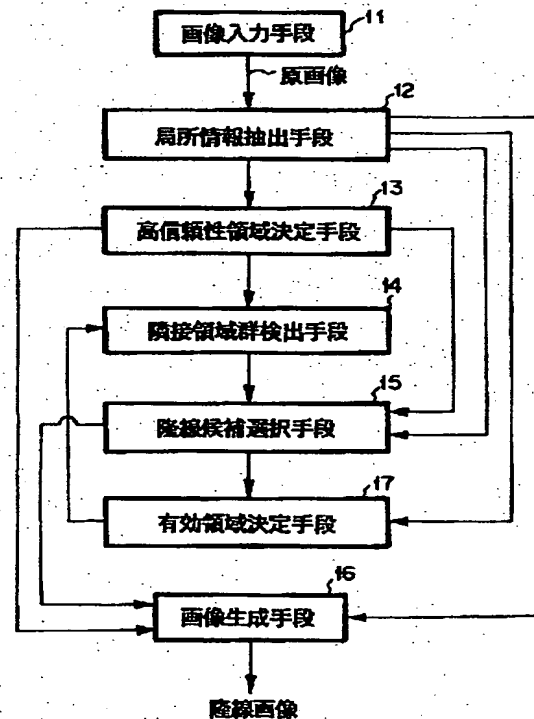 11
画像入力手段
原画像
12
局所情報抽出手段
13
高信頼性領域決定手段
14
隣接領域群検出手段
15
隆線候補選択手段
17
有効領域決定手段
16
画像生成手段
隆線画像